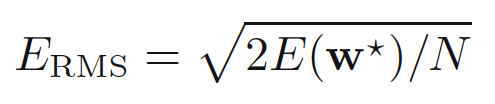 E_RMS = √2E(w⋆)/N